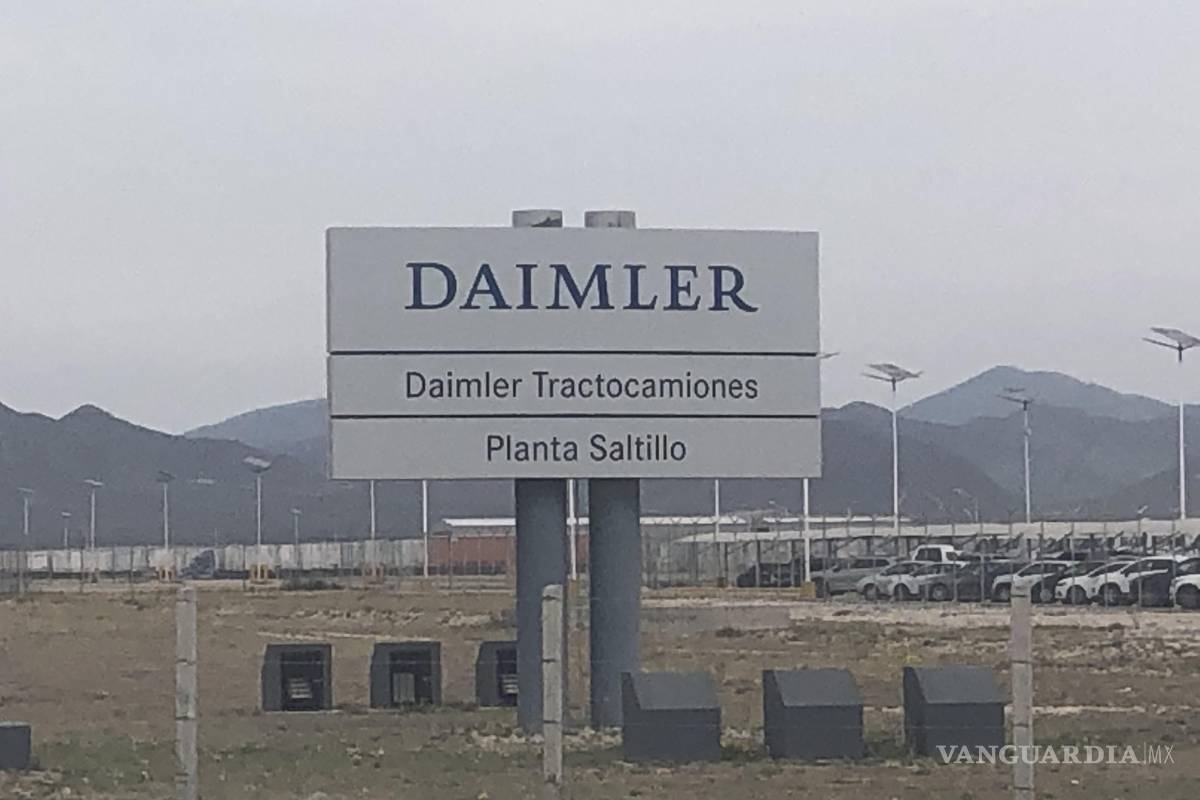 DAIMLER
Daimler Tractocamiones
Planta Saltillo
VANGUARDIA|MX